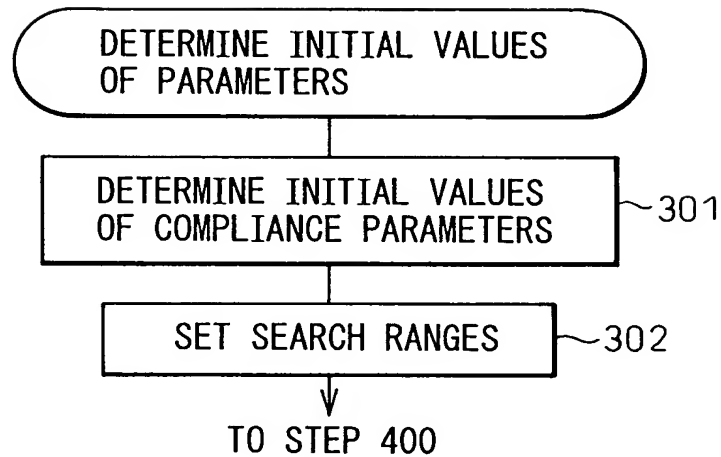 DETERMINE INITIAL VALUES
OF PARAMETERS
DETERMINE INITIAL VALUES
OF COMPLIANCE PARAMETERS
301
SET SEARCH RANGES
302
TO STEP 400